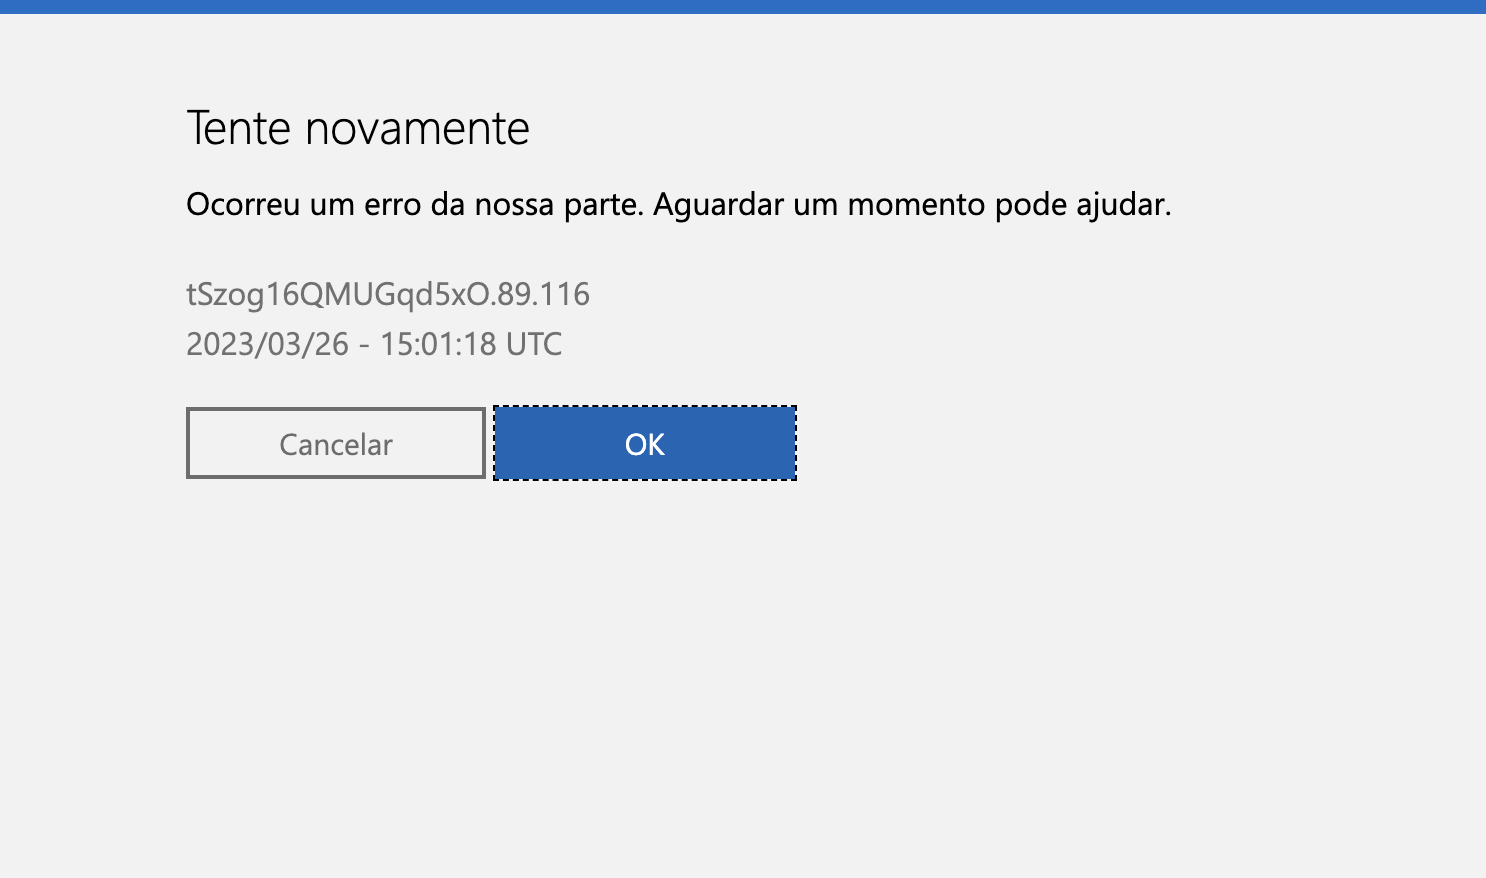 Tente novamente
Ocorreu um erro da nossa parte. Aguardar um momento pode ajudar.
tSzog16QMUGqd5xO.89.116
2023/03/26 - 15:01:18 UTC
Cancelar
OK